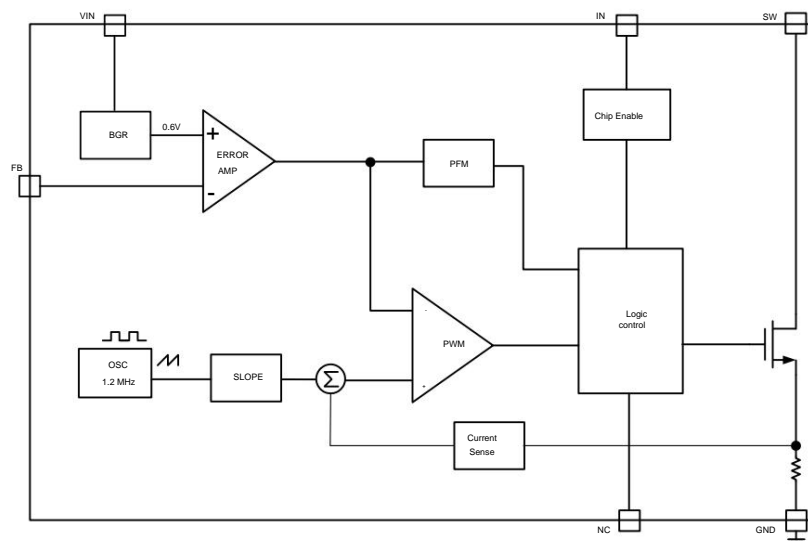 VIN
IN
SW
Chip Enable
BGR
0.6V
+
ERROR
AMP
-
FB
PFM
Logic
control
PWM
-
+
OSC
1.2 MHz
SLOPE
Σ
Current
Sense
NC
GND